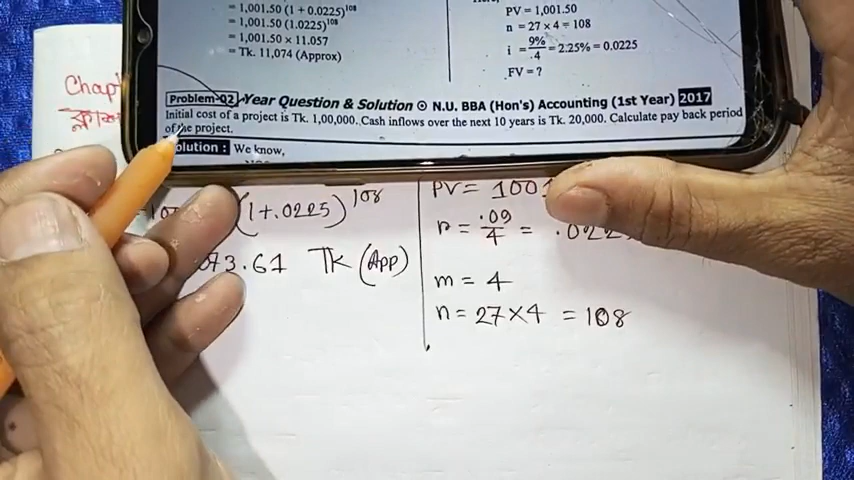 = 1,001.50 (1 + 0.0225)¹⁰⁸
= 1,001.50 (1.0225)¹⁰⁸
= 1,001.50 × 11.057
= Tk. 11,074 (Approx)
PV = 1,001.50
n = 27 × 4 = 108
i = 9%/.4 = 2.25% = 0.0225
FV = ?
Problem-02 Year Question & Solution ⊙ N.U. BBA (Hon's) Accounting (1st Year) 2017
Initial cost of a project is Tk. 1,00,000. Cash inflows over the next 10 years is Tk. 20,000. Calculate pay back period
of the project.
olution : We know,
Chap
(1+.0225)¹⁰⁸
073.61 Tk (App)
PV = 100
r = .09/4 = .022
m = 4
n = 27×4 = 108